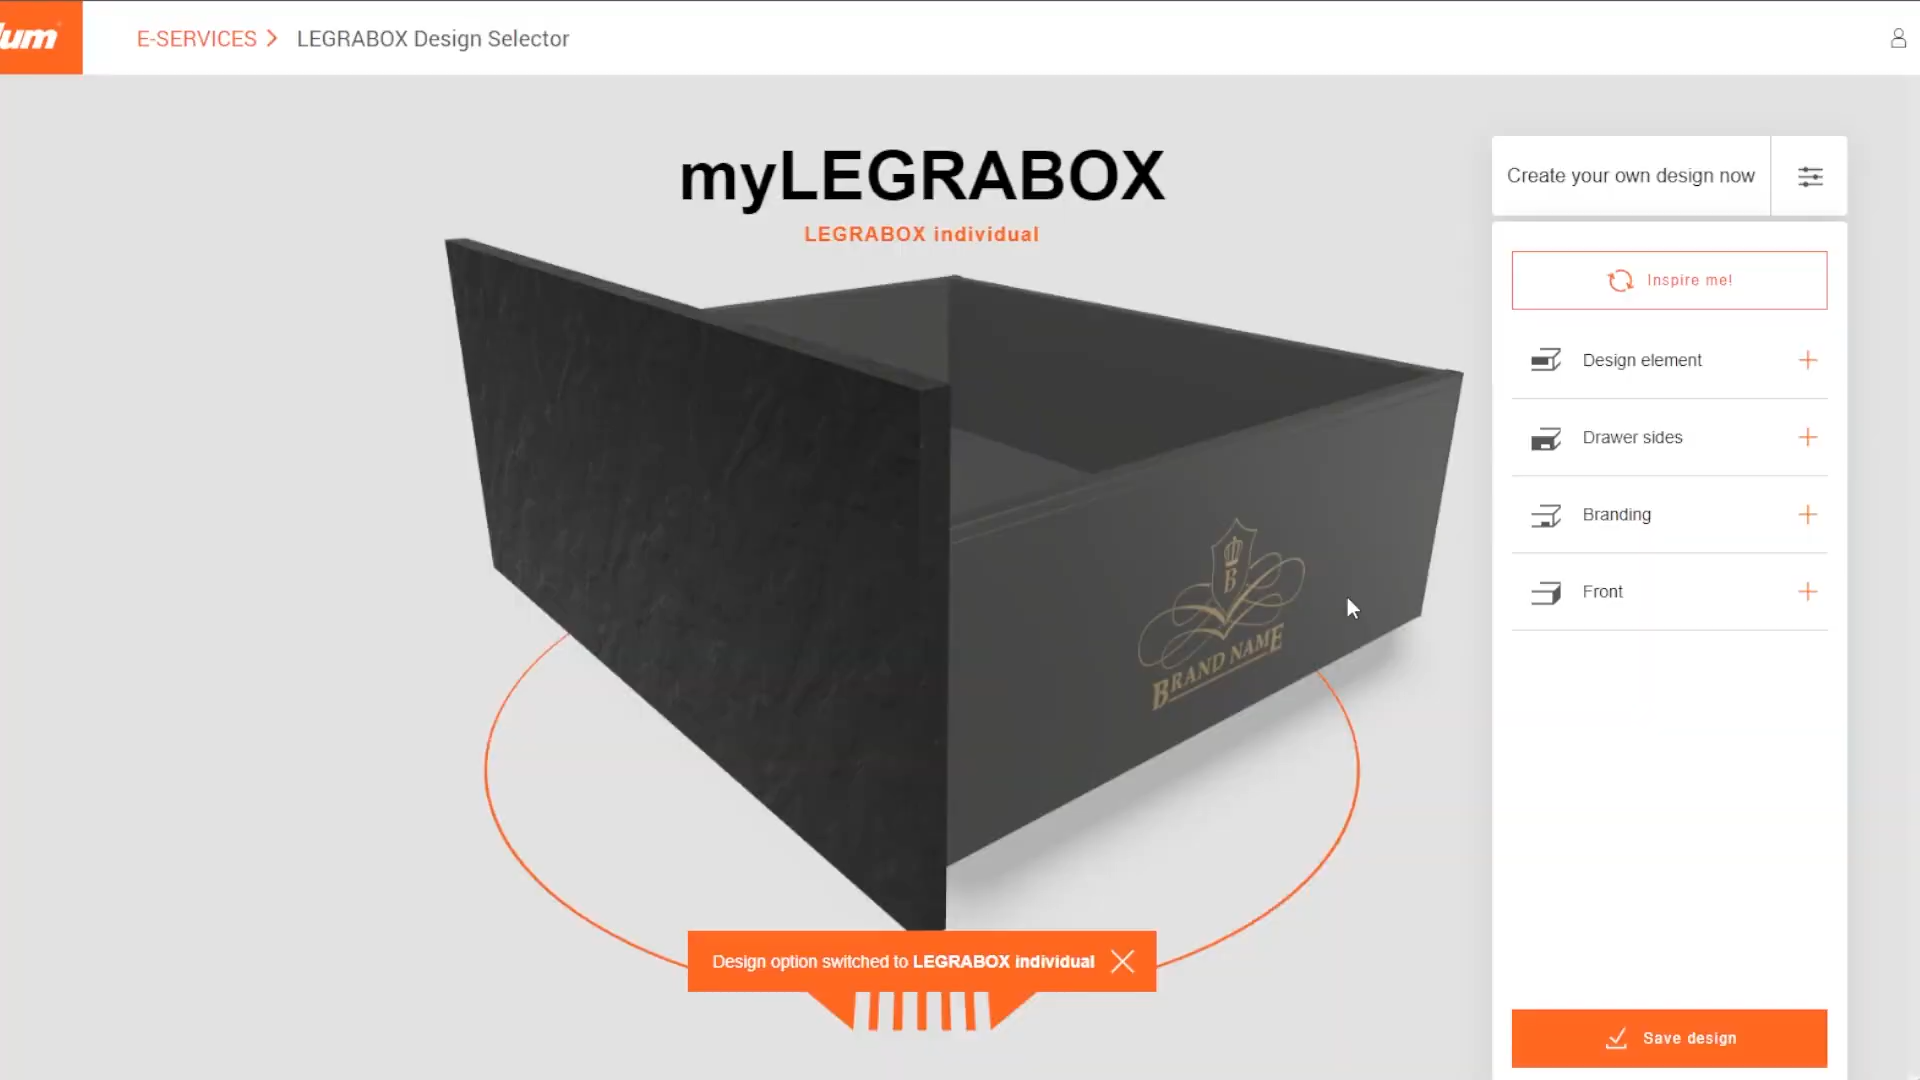 lum
E-SERVICES > LEGRABOX Design Selector
myLEGRABOX
LEGRABOX individual
Create your own design now
Inspire me!
Design element
Drawer sides
Branding
Front
B
BRAND NAME
Design option switched to LEGRABOX individual
Save design